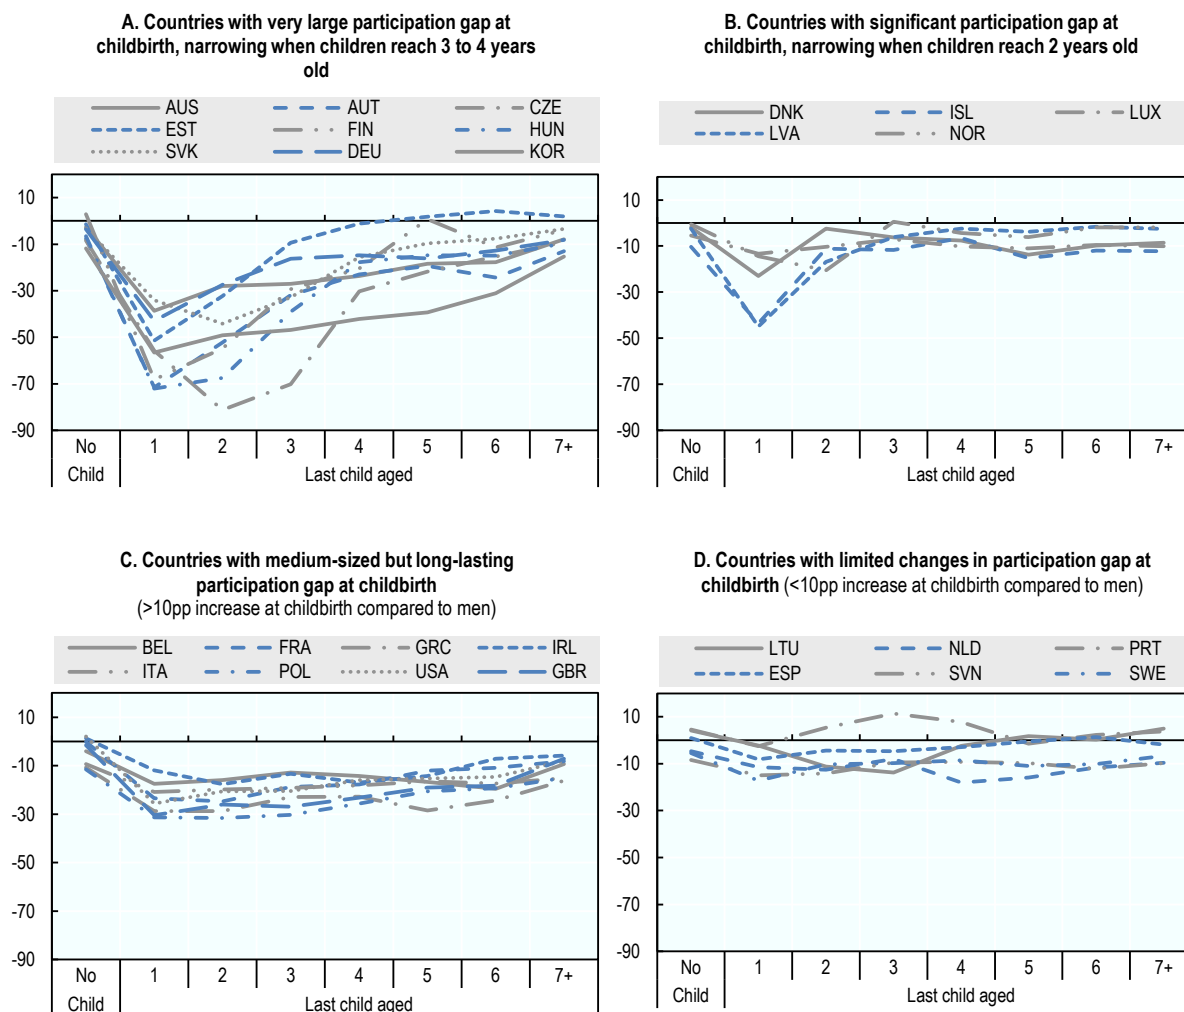 A. Countries with very large participation gap at
childbirth, narrowing when children reach 3 to 4 years
old
AUS AUT CZE
EST FIN HUN
SVK DEU KOR
10
-10
-30
-50
-70
-90
No 1 2 3 4 5 6 7+
Child Last child aged
B. Countries with significant participation gap at
childbirth, narrowing when children reach 2 years old
DNK ISL LUX
LVA NOR
10
-10
-30
-50
-70
-90
No 1 2 3 4 5 6 7+
Child Last child aged
C. Countries with medium-sized but long-lasting
participation gap at childbirth
(>10pp increase at childbirth compared to men)
BEL FRA GRC IRL
ITA POL USA GBR
10
-10
-30
-50
-70
-90
No 1 2 3 4 5 6 7+
Child Last child aged
D. Countries with limited changes in participation gap at
childbirth (<10pp increase at childbirth compared to men)
LTU NLD PRT
ESP SVN SWE
10
-10
-30
-50
-70
-90
No 1 2 3 4 5 6 7+
Child Last child aged